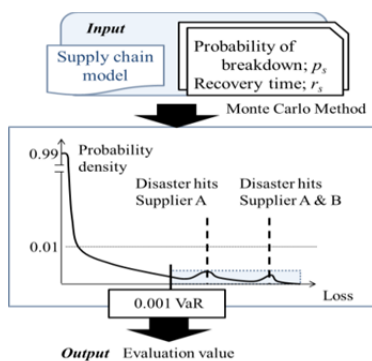 Input
Supply chain
model
Probability of
breakdown; pₛ
Recovery time; rₛ
Monte Carlo Method
0.99
Probability
density
Disaster hits
Supplier A
Disaster hits
Supplier A & B
0.01
Loss
0.001 VaR
Output Evaluation value